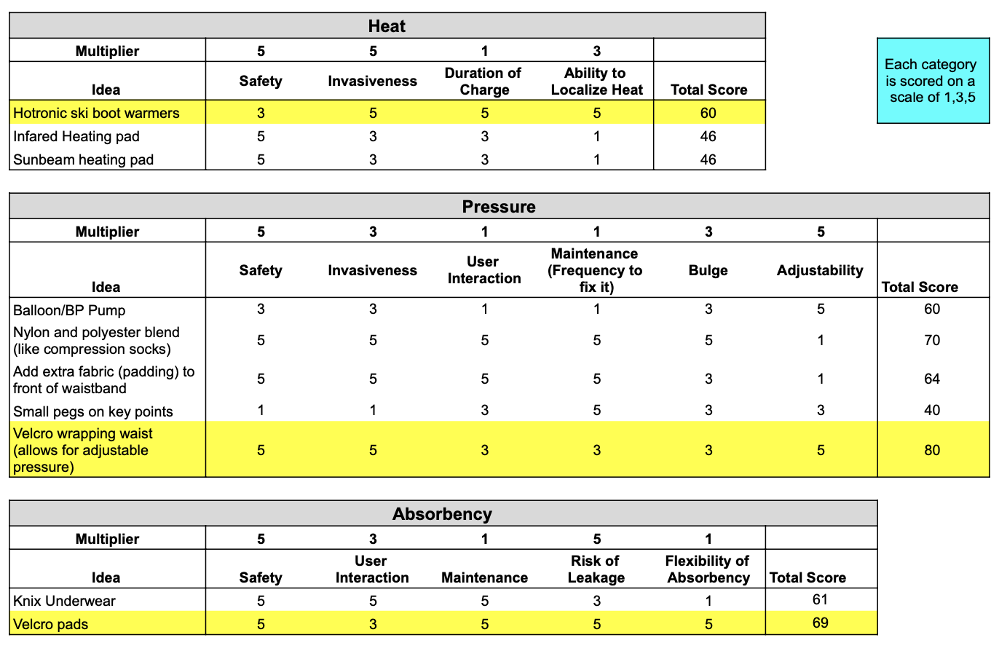 Heat
Multiplier 5 5 1 3
Idea Safety Invasiveness Duration of Charge Ability to Localize Heat Total Score
Hotronic ski boot warmers 3 5 5 5 60
Infared Heating pad 5 3 3 1 46
Sunbeam heating pad 5 3 3 1 46
Each category
is scored on a
scale of 1,3,5
Pressure
Multiplier 5 3 1 1 3 5
Idea Safety Invasiveness User Interaction Maintenance (Frequency to fix it) Bulge Adjustability Total Score
Balloon/BP Pump 3 3 1 1 3 5 60
Nylon and polyester blend
(like compression socks) 5 5 5 5 5 1 70
Add extra fabric (padding) to
front of waistband 5 5 5 5 3 1 64
Small pegs on key points 1 1 3 5 3 3 40
Velcro wrapping waist
(allows for adjustable
pressure) 5 5 3 3 3 5 80
Absorbency
Multiplier 5 3 1 5 1
Idea Safety User Interaction Maintenance Risk of Leakage Flexibility of Absorbency Total Score
Knix Underwear 5 5 5 3 1 61
Velcro pads 5 3 5 5 5 69